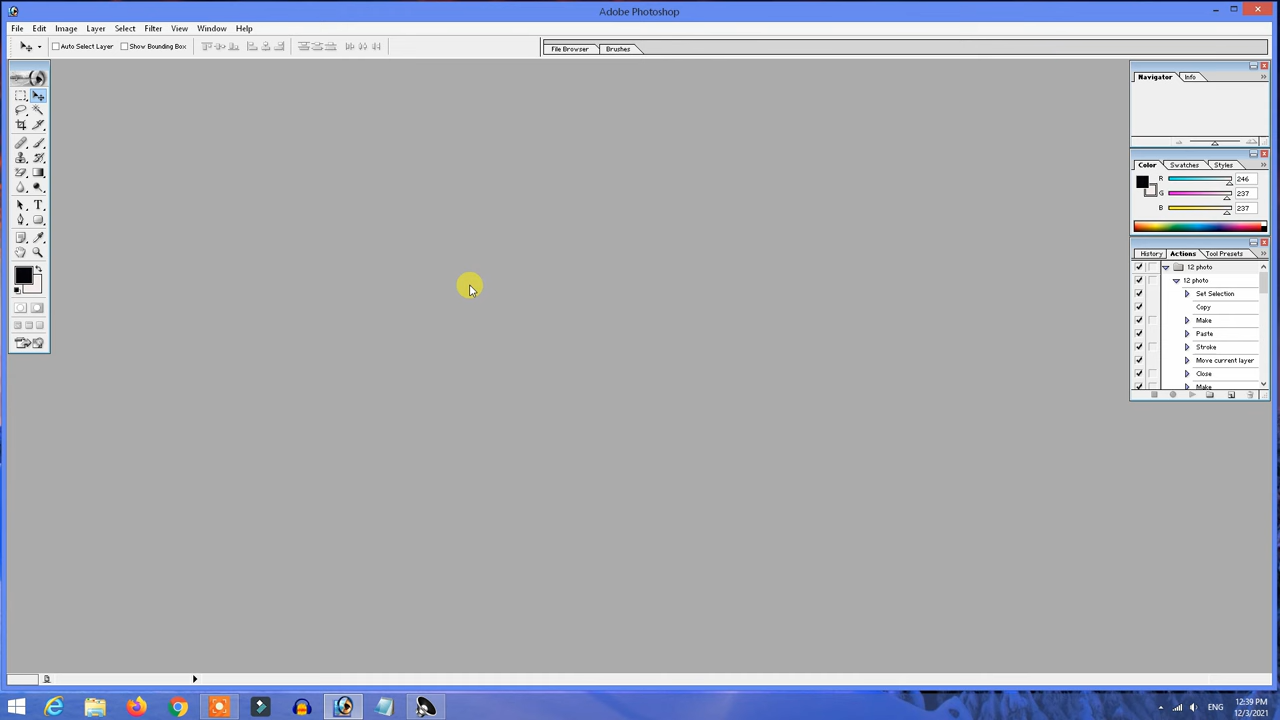 Adobe Photoshop
File Edit Image Layer Select Filter View Window Help
Auto Select Layer Show Bounding Box File Browser Brushes
Navigator Info
Color Swatches Styles
R 246
G 237
B 237
History Actions Tool Presets
12 photo
12 photo
Set Selection
Copy
Make
Paste
Stroke
Move current layer
Close
Make
ENG
12:39 PM
12/3/2021